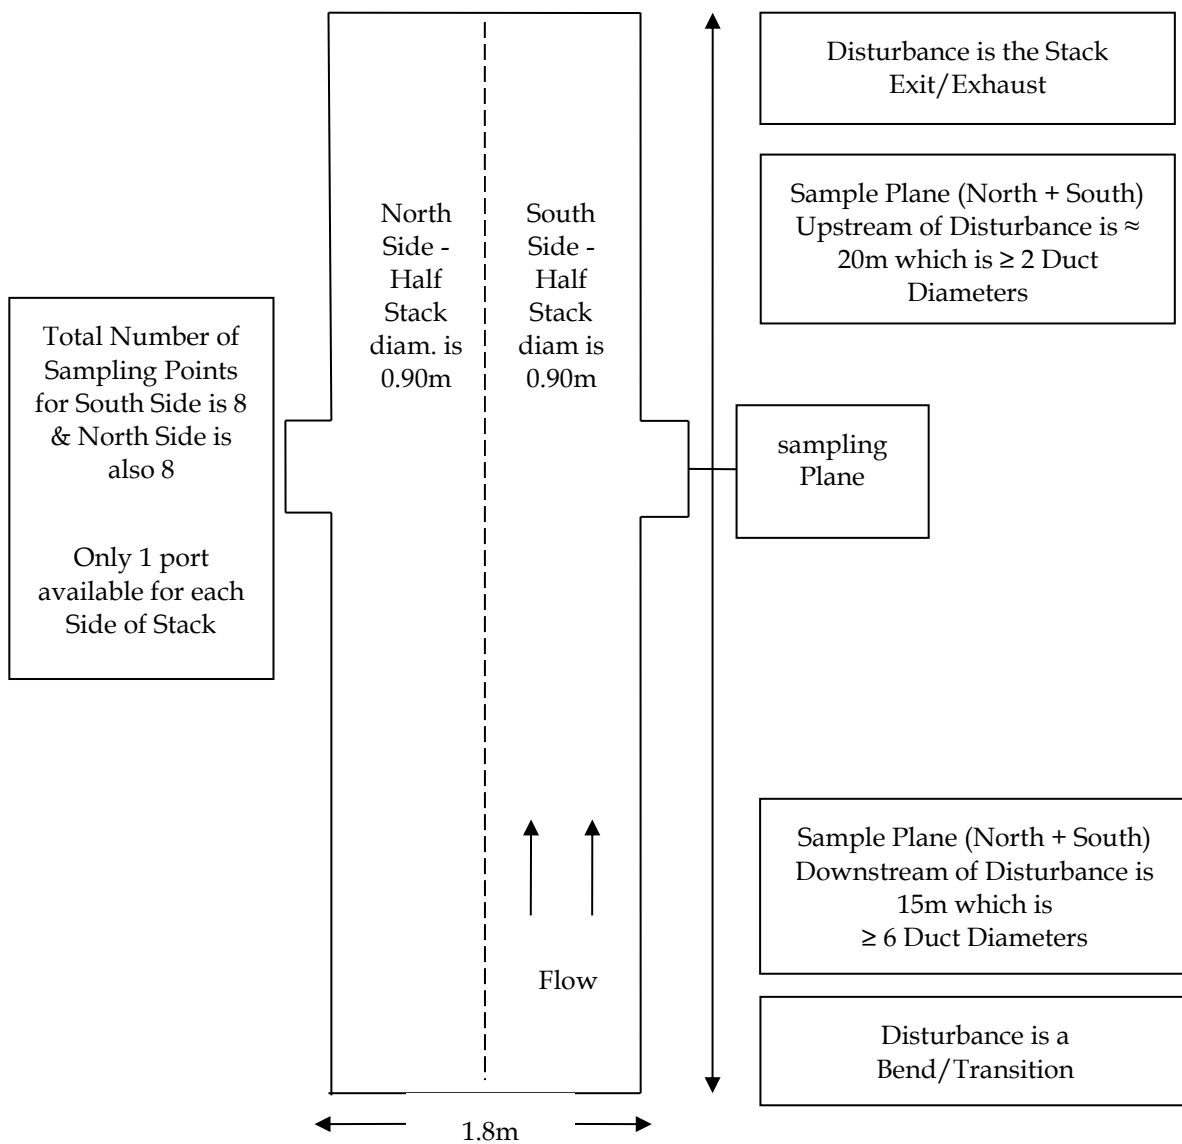 Disturbance is the Stack
Exit/Exhaust
Sample Plane (North + South)
Upstream of Disturbance is ≈
20m which is ≥ 2 Duct
Diameters
North
Side -
Half
Stack
diam. is
0.90m
South
Side -
Half
Stack
diam is
0.90m
Total Number of
Sampling Points
for South Side is 8
& North Side is
also 8
Only 1 port
available for each
Side of Stack
sampling
Plane
Sample Plane (North + South)
Downstream of Disturbance is
15m which is
≥ 6 Duct Diameters
Flow
Disturbance is a
Bend/Transition
1.8m